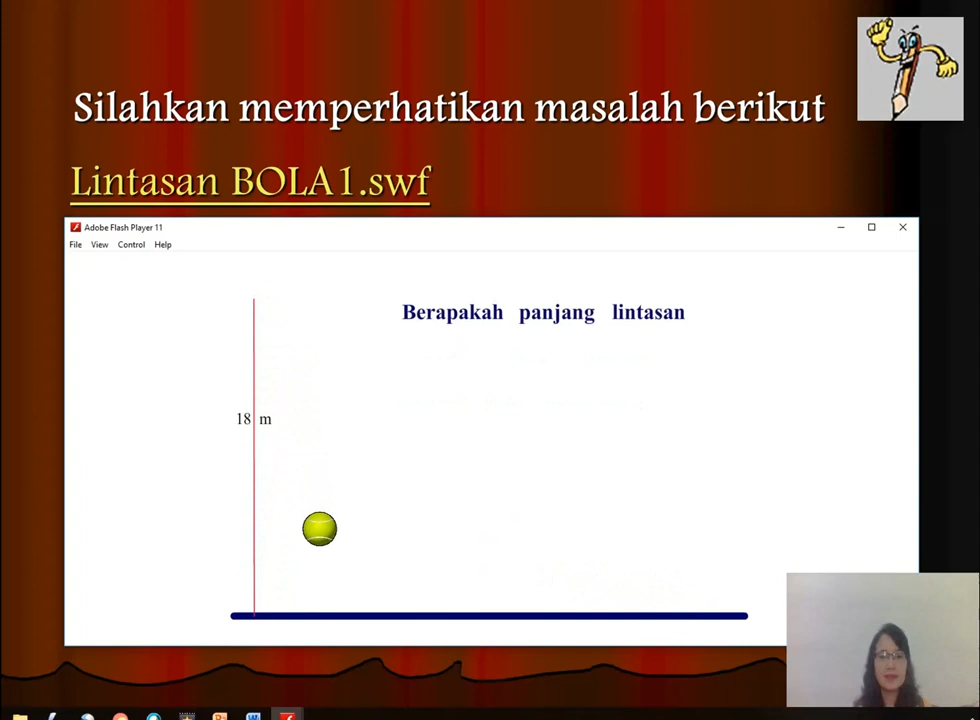 Silahkan memperhatikan masalah berikut
Lintasan BOLA1.swf
Adobe Flash Player 11
File View Control Help
Berapakah panjang lintasan
18 m